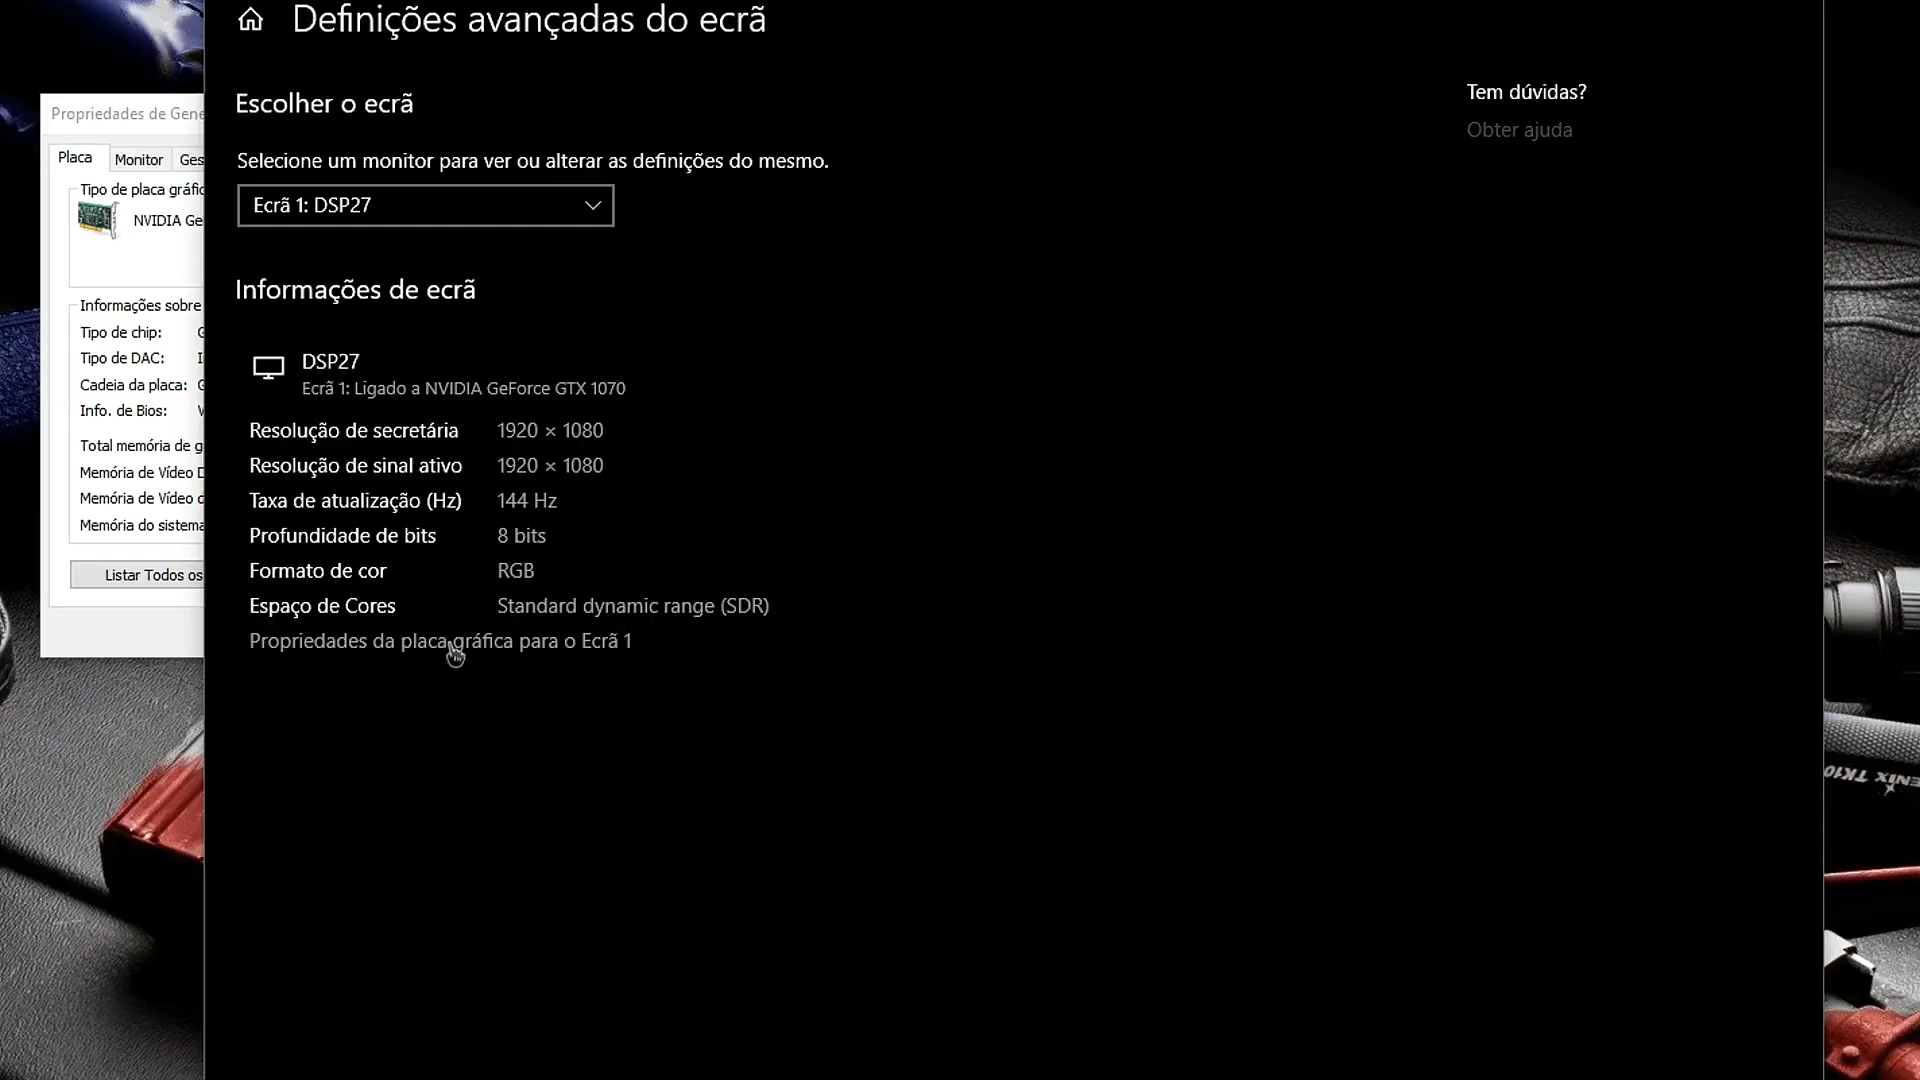 Definições avançadas do ecrã
Escolher o ecrã
Selecione um monitor para ver ou alterar as definições do mesmo.
Ecrã 1: DSP27
Informações de ecrã
DSP27
Ecrã 1: Ligado a NVIDIA GeForce GTX 1070
Resolução de secretária 1920 × 1080
Resolução de sinal ativo 1920 × 1080
Taxa de atualização (Hz) 144 Hz
Profundidade de bits 8 bits
Formato de cor RGB
Espaço de Cores Standard dynamic range (SDR)
Propriedades da placa gráfica para o Ecrã 1
Tem dúvidas?
Obter ajuda
Propriedades de Gene
Placa Monitor Ges
Tipo de placa gráfic
NVIDIA Ge
Informações sobre
Tipo de chip: G
Tipo de DAC: I
Cadeia da placa: G
Info. de Bios: V
Total memória de g
Memória de Vídeo D
Memória de Vídeo d
Memória do sistema
Listar Todos os
ENIX TK10